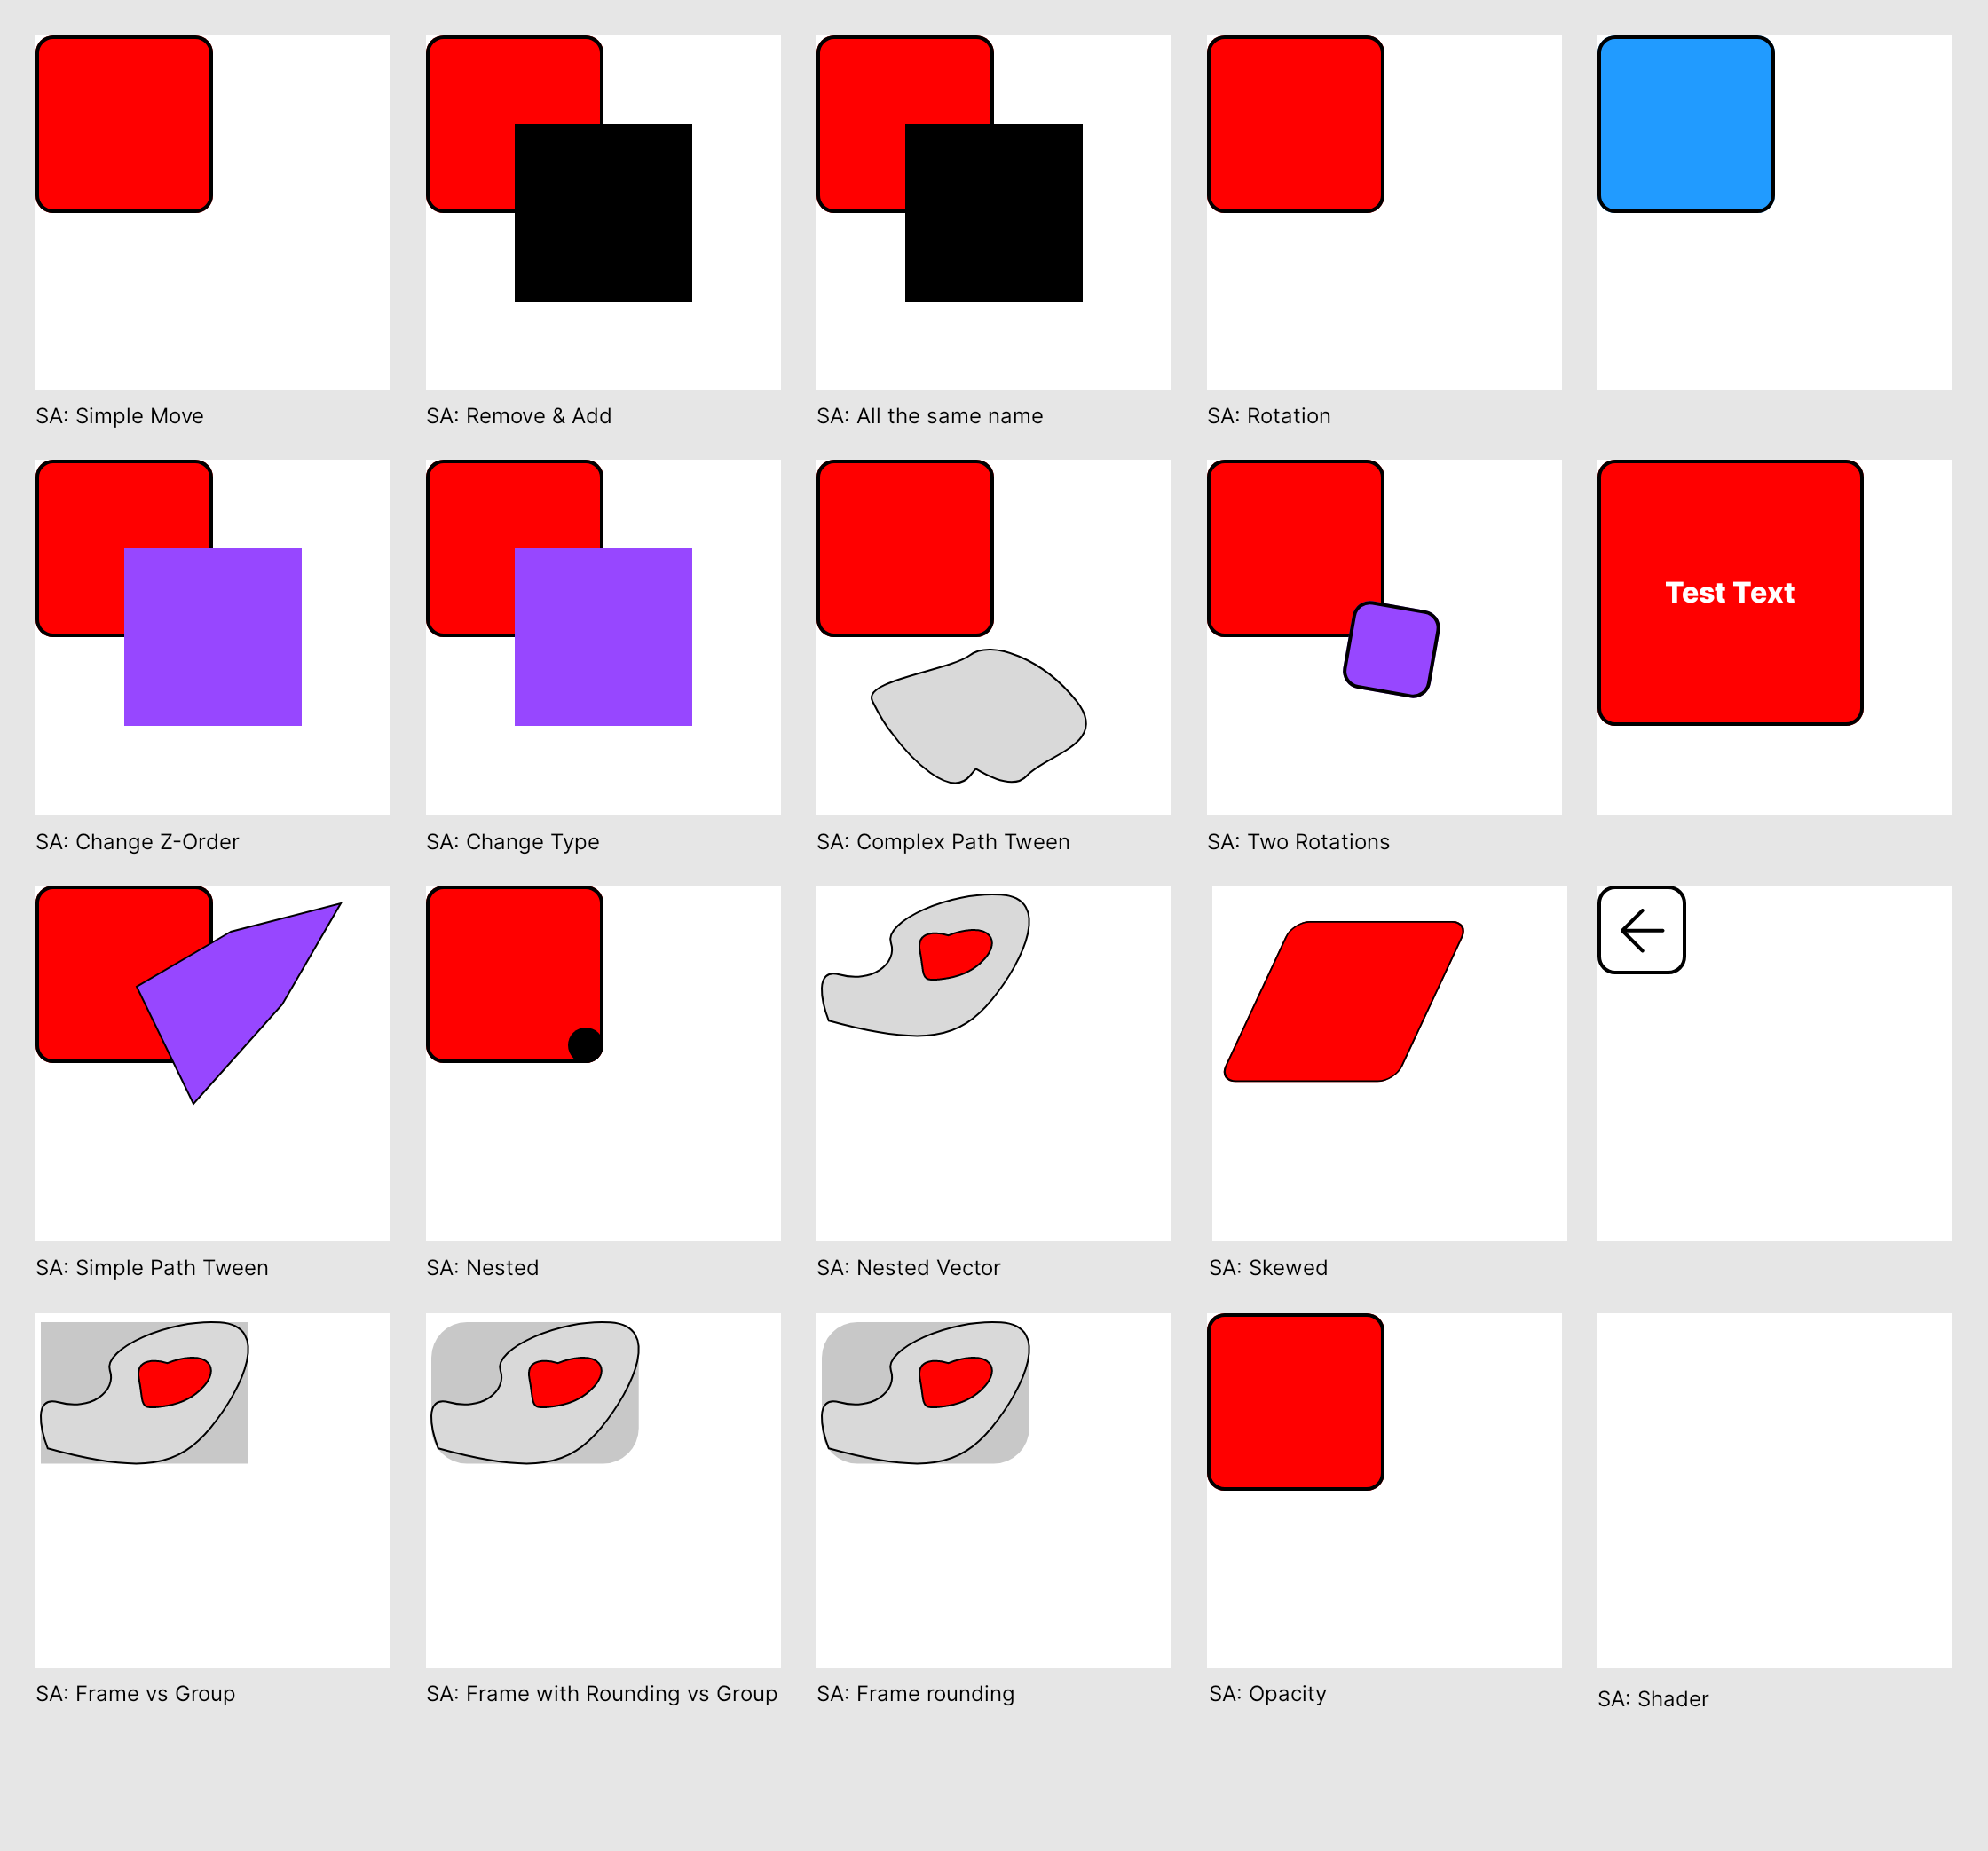 SA: Simple Move
SA: Remove & Add
SA: All the same name
SA: Rotation
Test Text
SA: Change Z-Order
SA: Change Type
SA: Complex Path Tween
SA: Two Rotations
SA: Simple Path Tween
SA: Nested
SA: Nested Vector
SA: Skewed
SA: Frame vs Group
SA: Frame with Rounding vs Group
SA: Frame rounding
SA: Opacity
SA: Shader